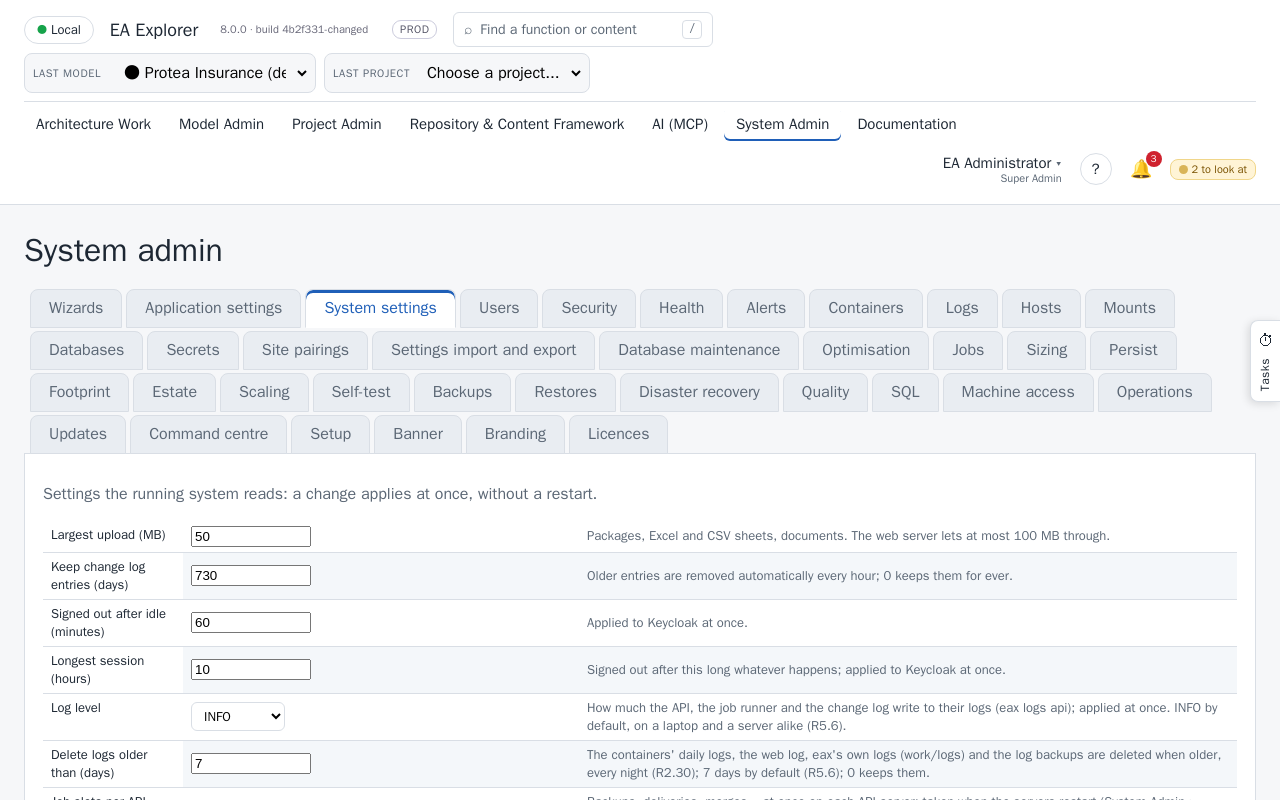 Local
EA Explorer
8.0.0 · build 4b2f331-changed
PROD
Find a function or content
/
LAST MODEL
Protea Insurance (de
LAST PROJECT
Choose a project...
Architecture Work
Model Admin
Project Admin
Repository & Content Framework
AI (MCP)
System Admin
Documentation
EA Administrator
Super Admin
?
3
2 to look at
System admin
Wizards
Application settings
System settings
Users
Security
Health
Alerts
Containers
Logs
Hosts
Mounts
Databases
Secrets
Site pairings
Settings import and export
Database maintenance
Optimisation
Jobs
Sizing
Persist
Footprint
Estate
Scaling
Self-test
Backups
Restores
Disaster recovery
Quality
SQL
Machine access
Operations
Updates
Command centre
Setup
Banner
Branding
Licences
Tasks
Settings the running system reads: a change applies at once, without a restart.
Largest upload (MB)
50
Packages, Excel and CSV sheets, documents. The web server lets at most 100 MB through.
Keep change log
entries (days)
730
Older entries are removed automatically every hour; 0 keeps them for ever.
Signed out after idle
(minutes)
60
Applied to Keycloak at once.
Longest session
(hours)
10
Signed out after this long whatever happens; applied to Keycloak at once.
Log level
INFO
How much the API, the job runner and the change log write to their logs (eax logs api); applied at once. INFO by
default, on a laptop and a server alike (R5.6).
Delete logs older
than (days)
7
The containers' daily logs, the web log, eax's own logs (work/logs) and the log backups are deleted when older,
every night (R2.30); 7 days by default (R5.6); 0 keeps them.